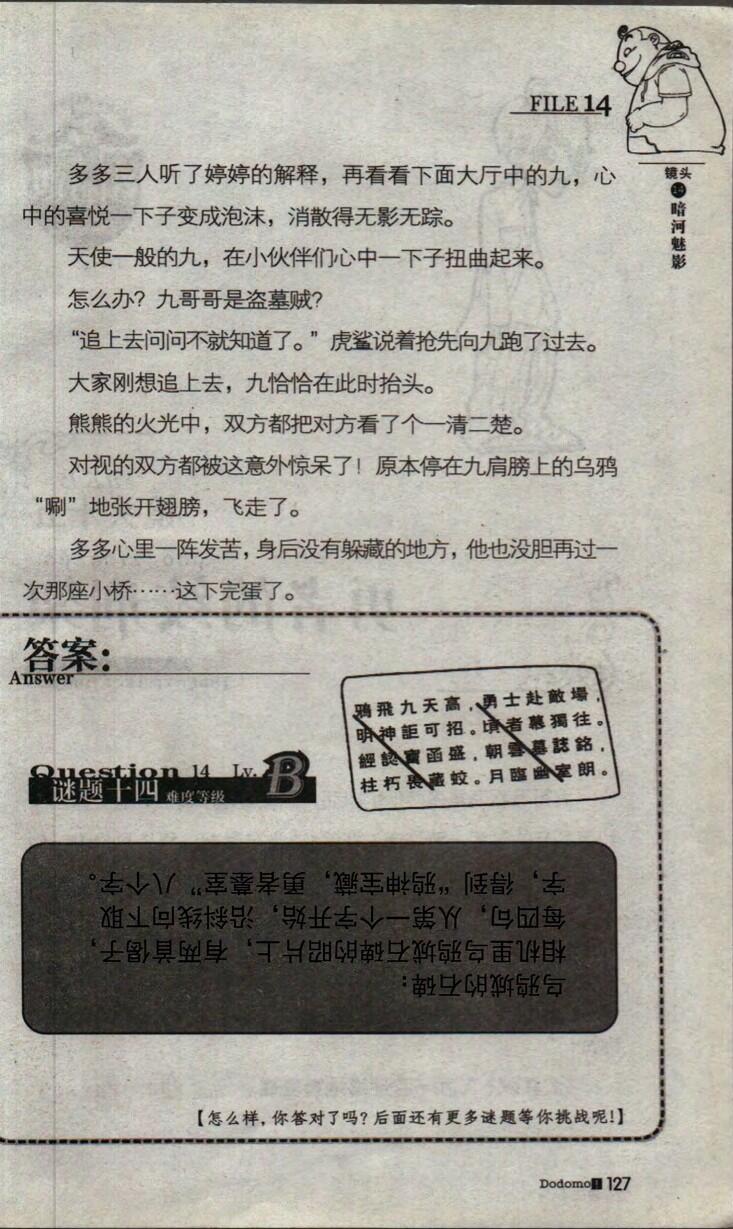 FILE 14
镜头
14
暗河魅影
多多三人听了婷婷的解释，再看看下面大厅中的九，心
中的喜悦一下子变成泡沫，消散得无影无踪。
天使一般的九，在小伙伴们心中一下子扭曲起来。
怎么办？九哥哥是盗墓贼？
“追上去问问不就知道了。”虎鲨说着抢先向九跑了过去。
大家刚想追上去，九恰恰在此时抬头。
熊熊的火光中，双方都把对方看了个一清二楚。
对视的双方都被这意外惊呆了！原本停在九肩膀上的乌鸦
“唰”地张开翅膀，飞走了。
多多心里一阵发苦，身后没有躲藏的地方，他也没胆再过一
次那座小桥……这下完蛋了。
答案：
Answer
鴉飛九天高，勇士赴敵場，
明神詎可招。頃者慕獨往。
經認寶函盛，朝雲墓誌銘，
柱朽畏藏蛟。月臨幽室朗。
Question 14 Lv. B
谜题十四 难度等级
乌鸦城的石碑：
相机里乌鸦城石碑的照片上，有两首偈子，
每四句，从第一个字开始，沿斜线向下取
字，得到“鸦神宝藏，勇者墓室”八个字。
【怎么样，你答对了吗？后面还有更多谜题等你挑战呢！】
Dodomo 1 127